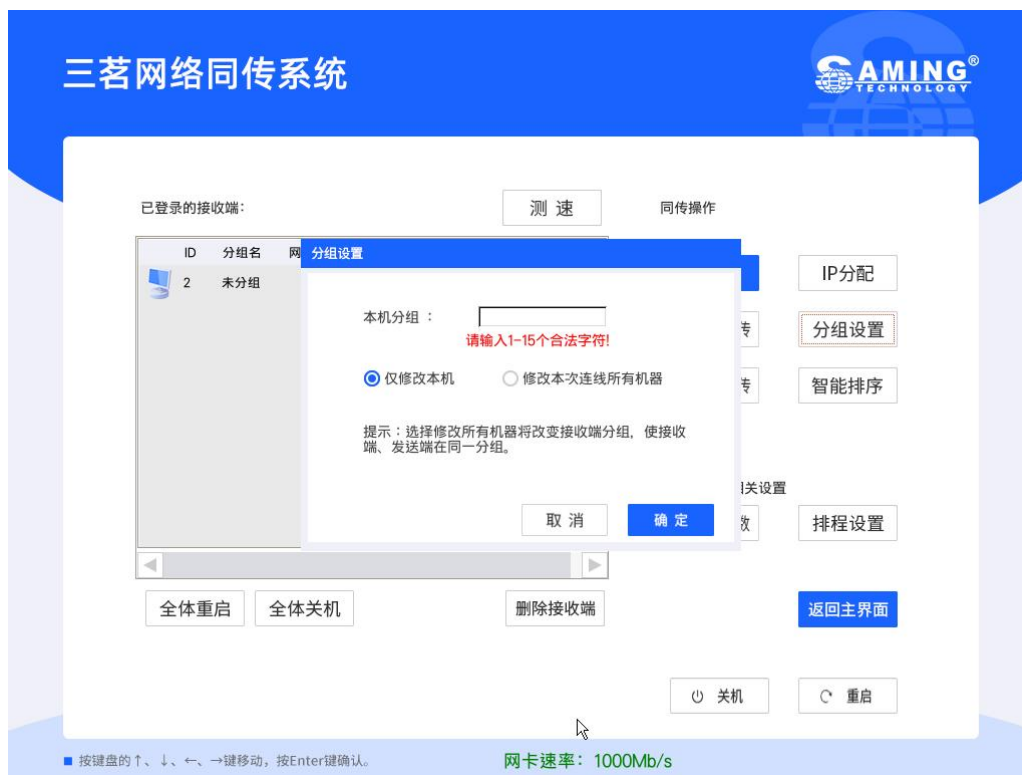 三茗网络同传系统
SAMING®
TECHNOLOGY
已登录的接收端:
测 速
同传操作
ID 分组名 网
2 未分组
分组设置
本机分组 :
请输入1-15个合法字符!
仅修改本机
修改本次连线所有机器
提示：选择修改所有机器将改变接收端分组, 使接收
端、发送端在同一分组。
取 消
确 定
IP分配
传
分组设置
传
智能排序
关设置
数
排程设置
全体重启
全体关机
删除接收端
返回主界面
关机
重启
按键盘的↑、↓、←、→键移动, 按Enter键确认。
网卡速率: 1000Mb/s